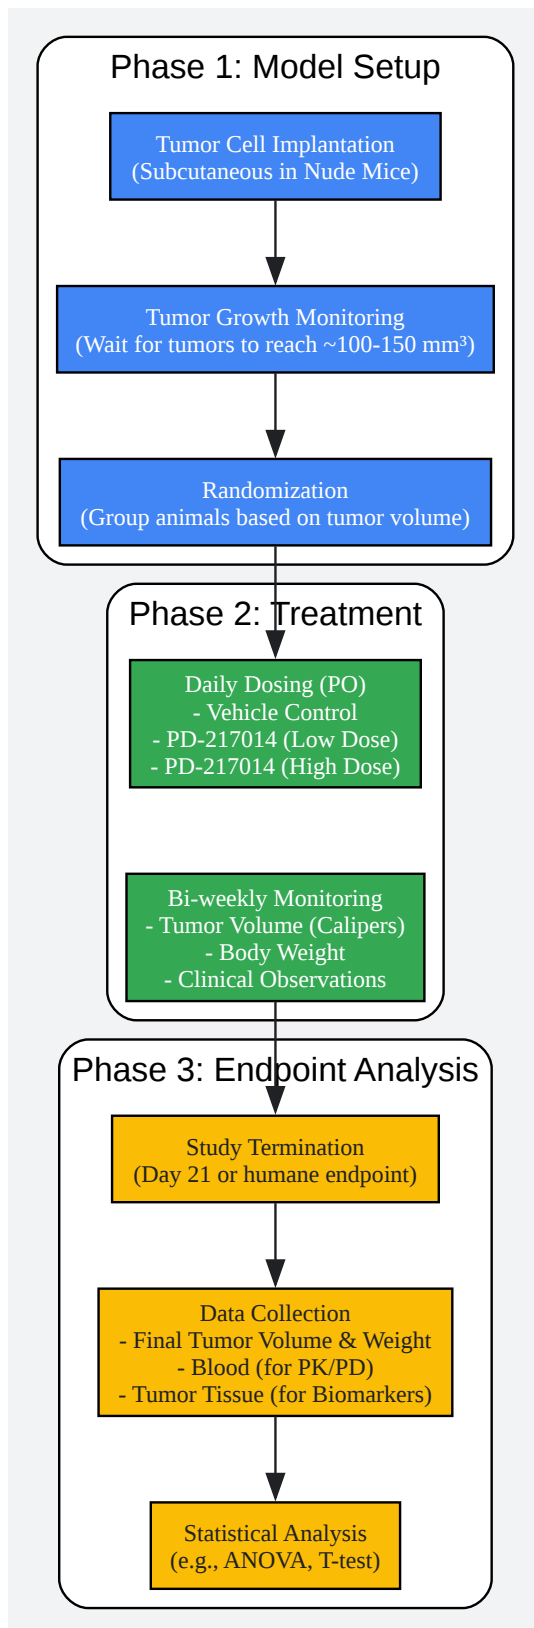 Phase 1: Model Setup
Tumor Cell Implantation
(Subcutaneous in Nude Mice)
Tumor Growth Monitoring
(Wait for tumors to reach ~100-150 mm³)
Randomization
(Group animals based on tumor volume)
Phase 2: Treatment
Daily Dosing (PO)
- Vehicle Control
- PD-217014 (Low Dose)
- PD-217014 (High Dose)
Bi-weekly Monitoring
- Tumor Volume (Calipers)
- Body Weight
- Clinical Observations
Phase 3: Endpoint Analysis
Study Termination
(Day 21 or humane endpoint)
Data Collection
- Final Tumor Volume & Weight
- Blood (for PK/PD)
- Tumor Tissue (for Biomarkers)
Statistical Analysis
(e.g., ANOVA, T-test)